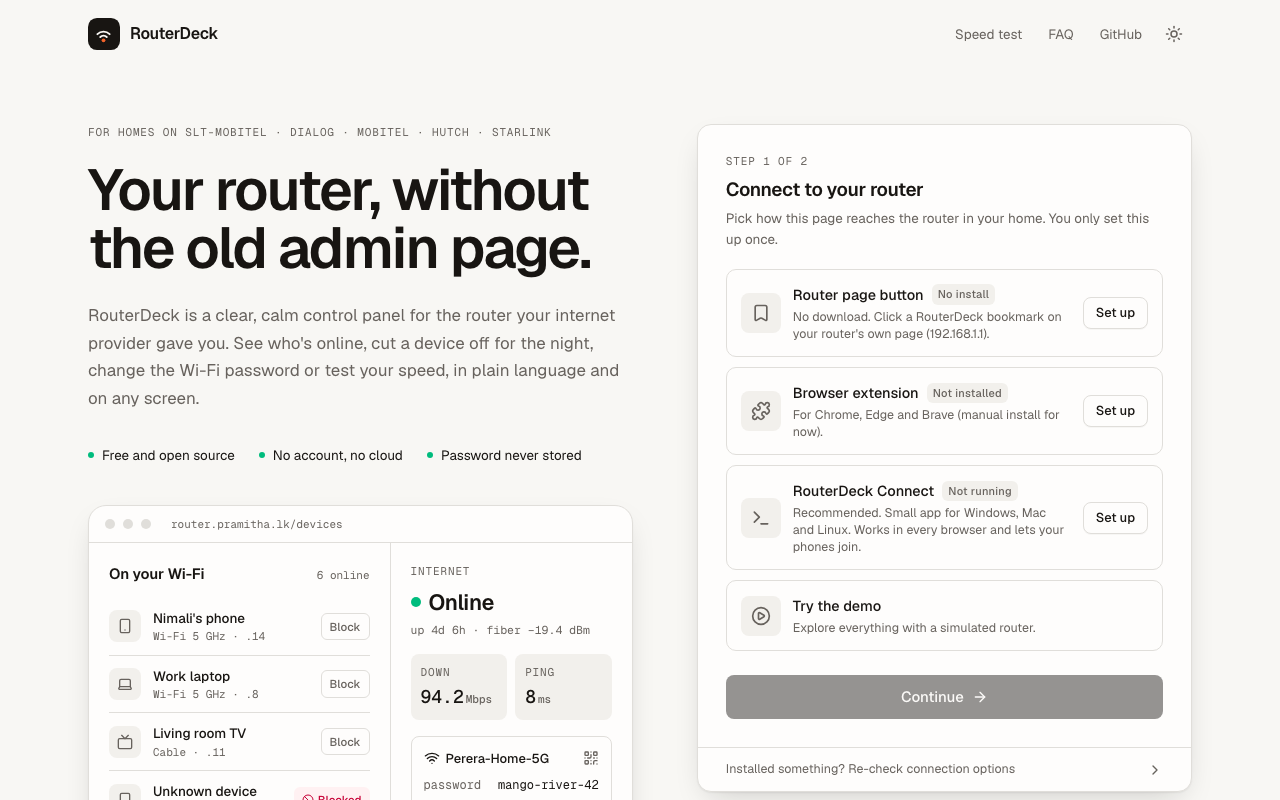 RouterDeck
Speed test
FAQ
GitHub
FOR HOMES ON SLT-MOBITEL · DIALOG · MOBITEL · HUTCH · STARLINK
Your router, without
the old admin page.
RouterDeck is a clear, calm control panel for the router your internet
provider gave you. See who's online, cut a device off for the night,
change the Wi-Fi password or test your speed, in plain language and
on any screen.
Free and open source
No account, no cloud
Password never stored
router.pramitha.lk/devices
On your Wi-Fi
6 online
Nimali's phone
Wi-Fi 5 GHz · .14
Block
Work laptop
Wi-Fi 5 GHz · .8
Block
Living room TV
Cable · .11
Block
Unknown device
Blocked
INTERNET
Online
up 4d 6h · fiber −19.4 dBm
DOWN
94.2 Mbps
PING
8 ms
Perera-Home-5G
password mango-river-42
STEP 1 OF 2
Connect to your router
Pick how this page reaches the router in your home. You only set this
up once.
Router page button No install
No download. Click a RouterDeck bookmark on
your router's own page (192.168.1.1).
Set up
Browser extension Not installed
For Chrome, Edge and Brave (manual install for
now).
Set up
RouterDeck Connect Not running
Recommended. Small app for Windows, Mac
and Linux. Works in every browser and lets your
phones join.
Set up
Try the demo
Explore everything with a simulated router.
Continue
Installed something? Re-check connection options